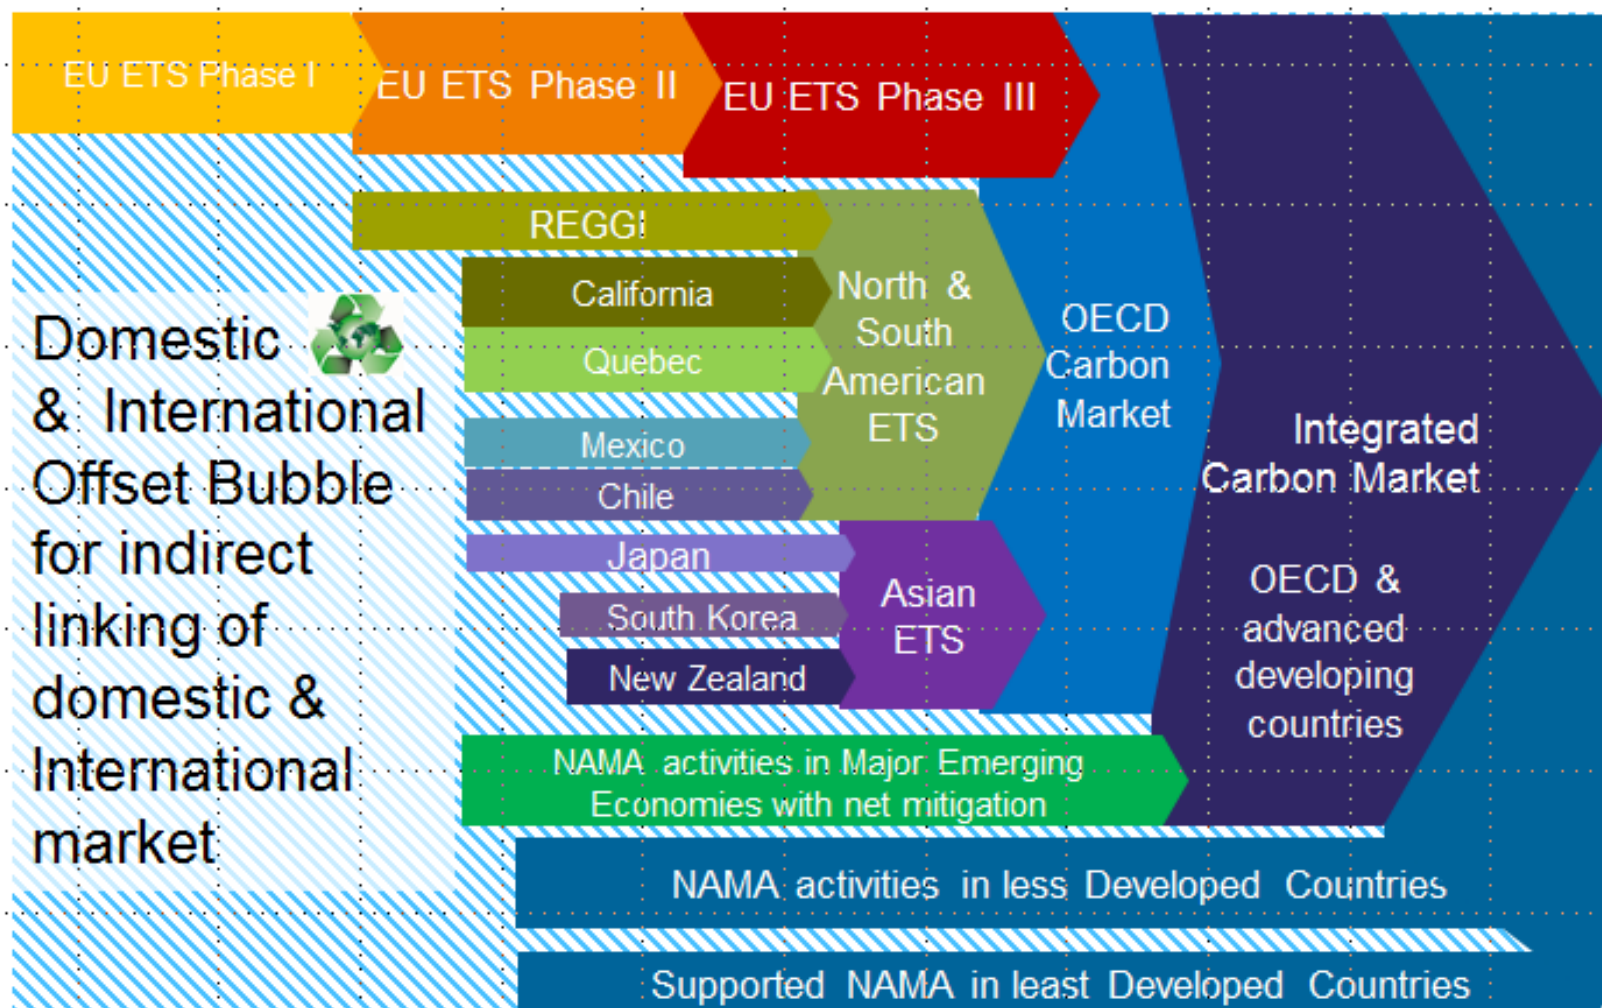 EU ETS Phase I
EU ETS Phase II
EU ETS Phase III
REGGI
California
Quebec
Mexico
Chile
Japan
South Korea
New Zealand
North &
South
American
ETS
Asian
ETS
OECD
Carbon
Market
Integrated
Carbon Market
OECD &
advanced
developing
countries
Domestic
& International
Offset Bubble
for indirect
linking of
domestic &
International
market
NAMA activities in Major Emerging
Economies with net mitigation
NAMA activities in less Developed Countries
Supported NAMA in least Developed Countries